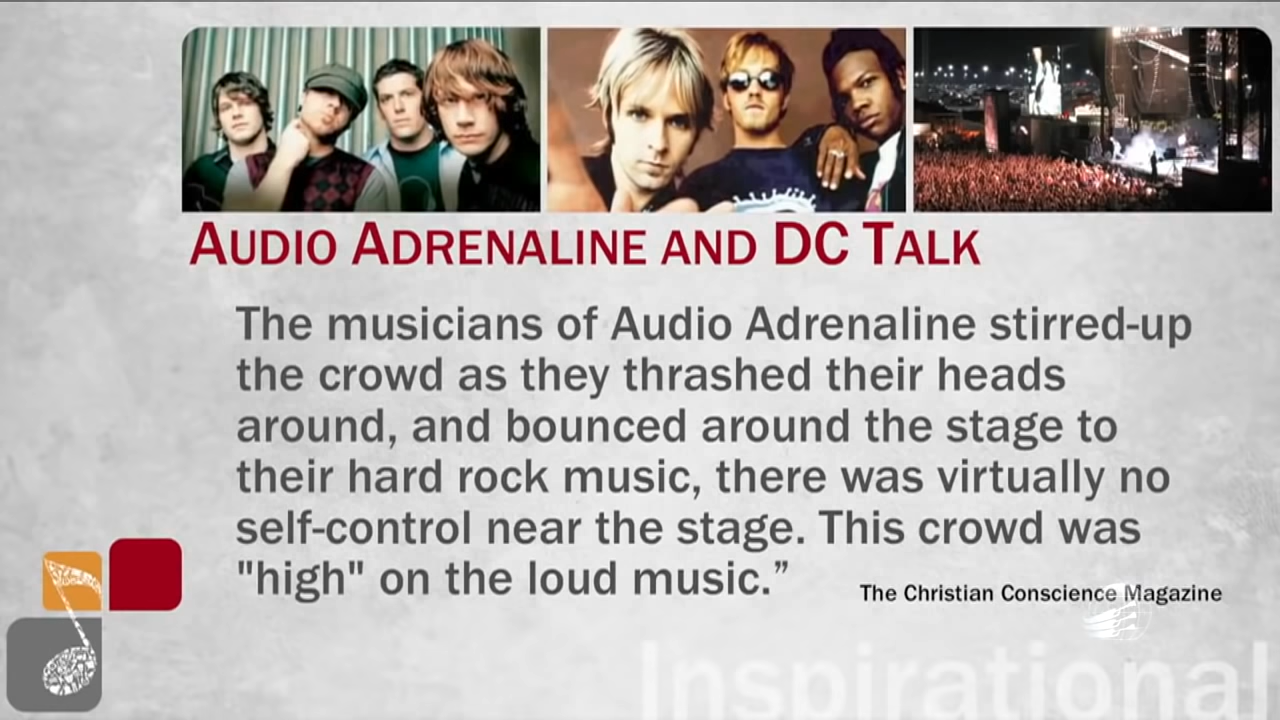 AUDIO ADRENALINE AND DC TALK
The musicians of Audio Adrenaline stirred-up
the crowd as they thrashed their heads
around, and bounced around the stage to
their hard rock music, there was virtually no
self-control near the stage. This crowd was
"high" on the loud music.”
The Christian Conscience Magazine
Inspirational